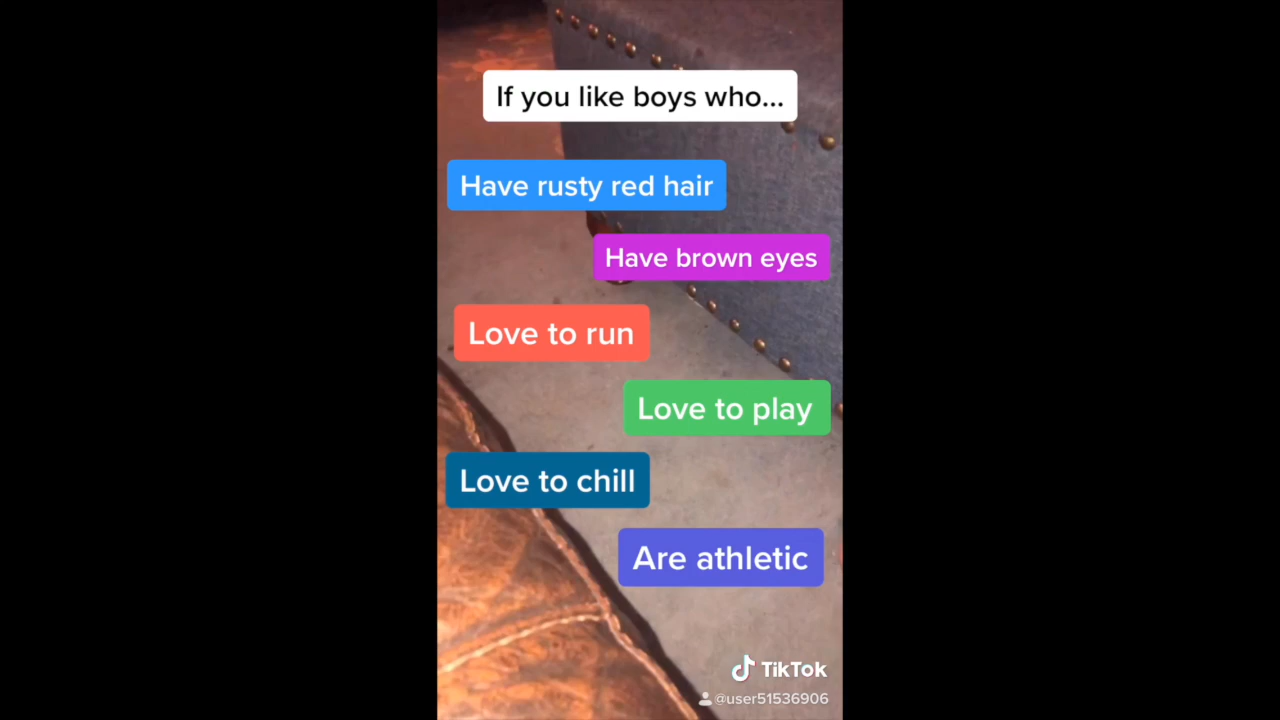 If you like boys who...
Have rusty red hair
Have brown eyes
Love to run
Love to play
Love to chill
Are athletic
TikTok
@user51536906